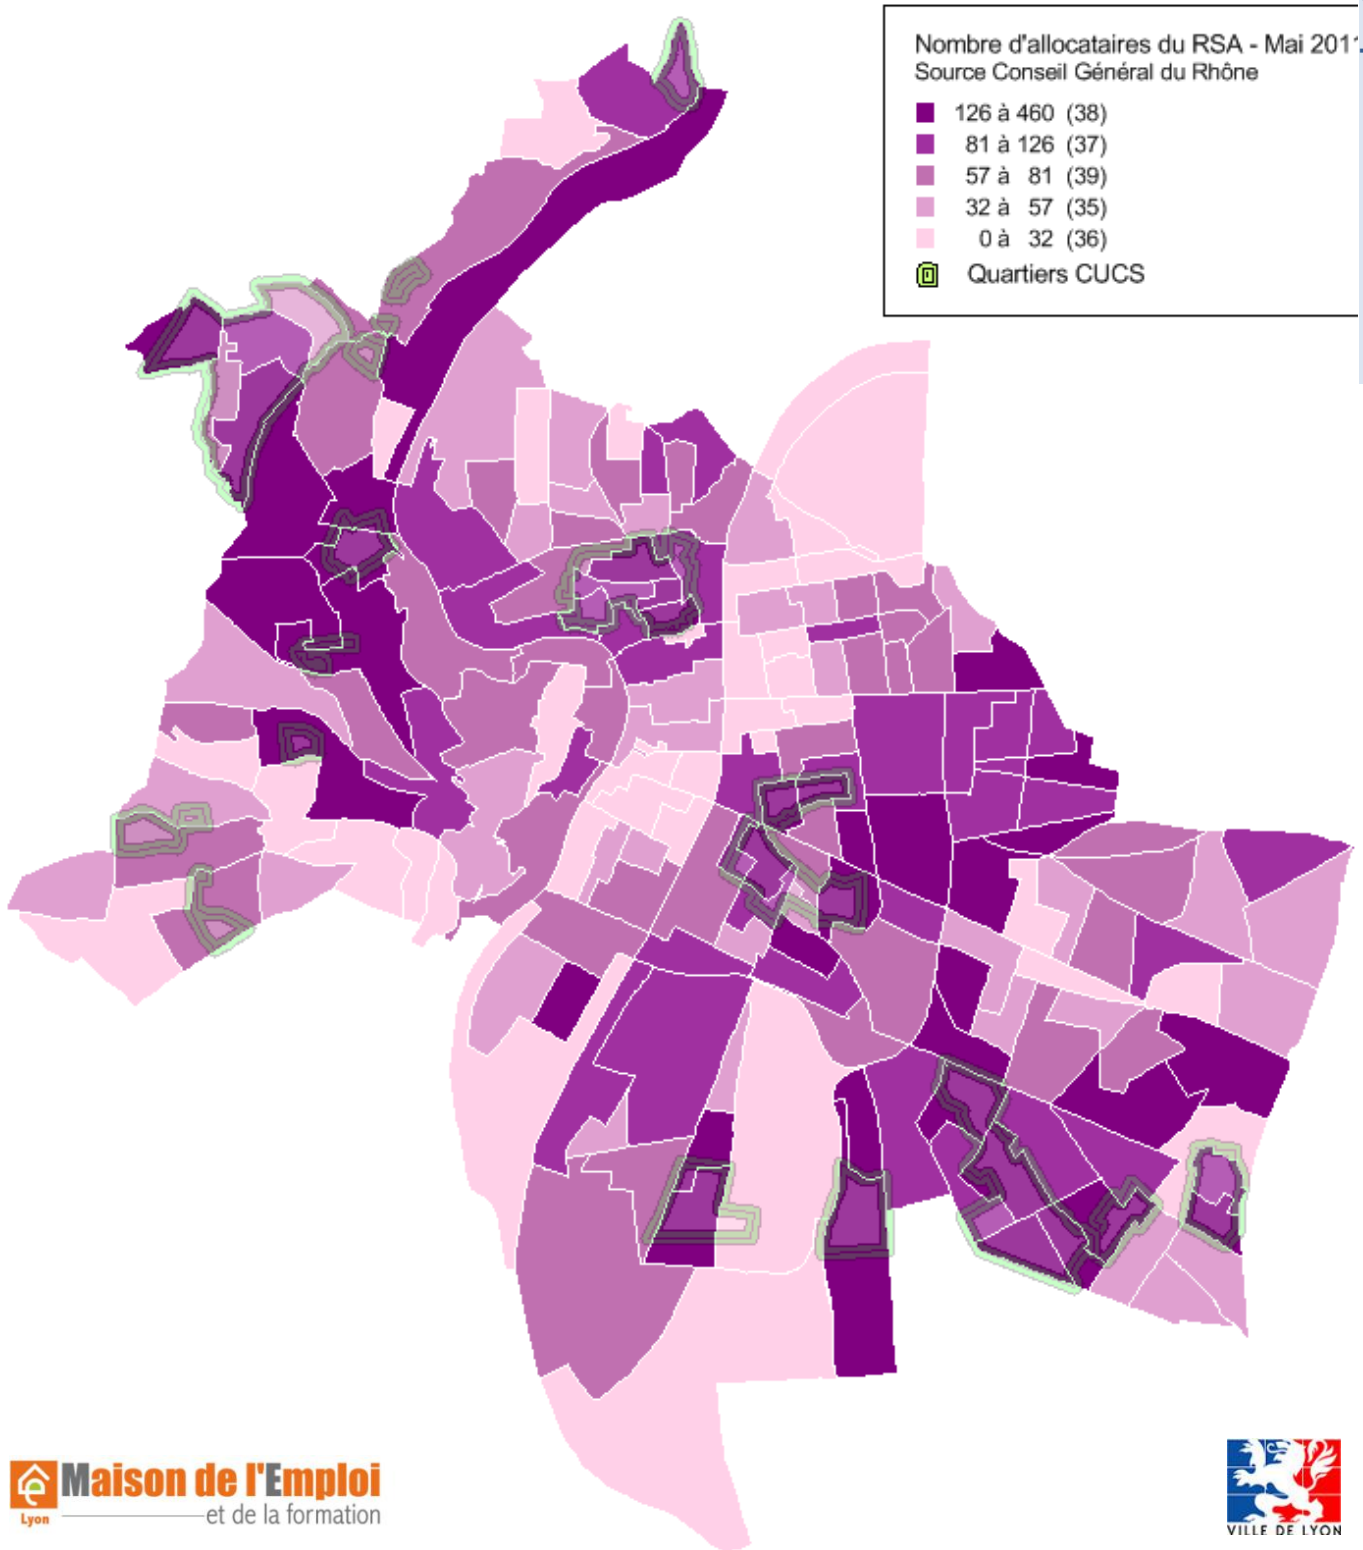 Nombre d'allocataires du RSA - Mai 2011
Source Conseil Général du Rhône
126 à 460 (38)
81 à 126 (37)
57 à 81 (39)
32 à 57 (35)
0 à 32 (36)
Quartiers CUCS
Maison de l'Emploi
et de la formation
Lyon
VILLE DE LYON